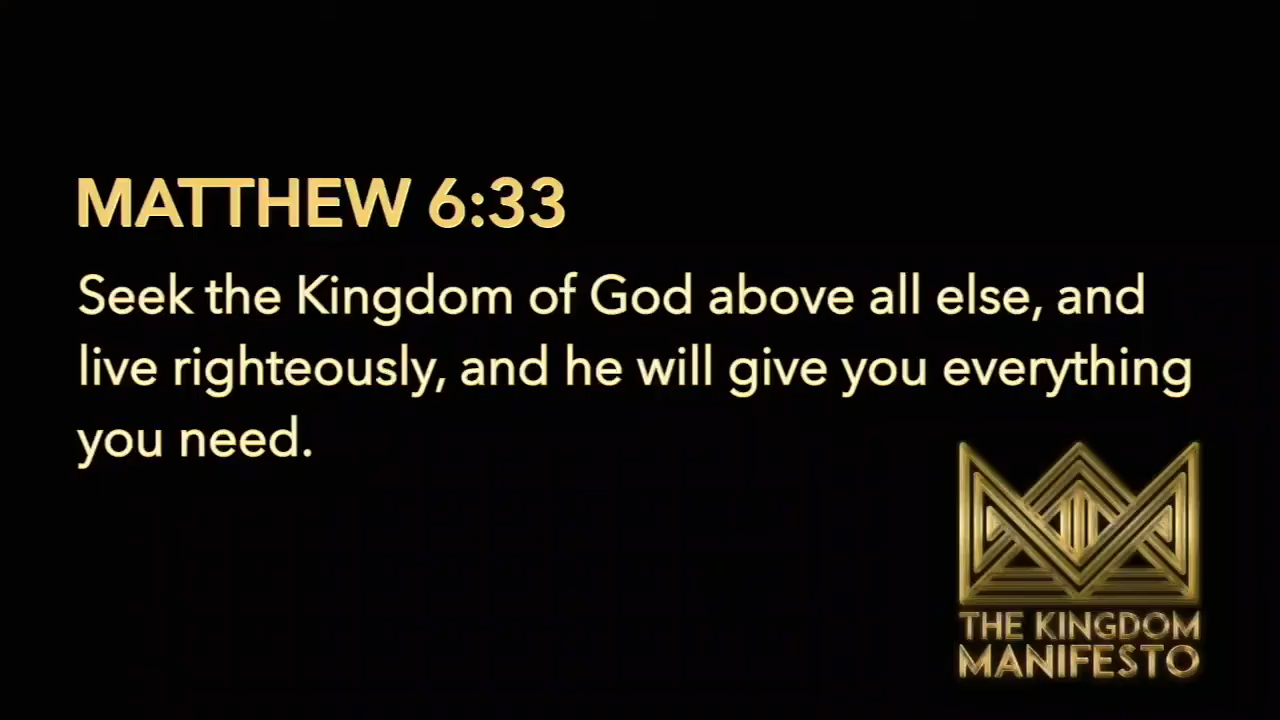 MATTHEW 6:33
Seek the Kingdom of God above all else, and
live righteously, and he will give you everything
you need.
THE KINGDOM
MANIFESTO